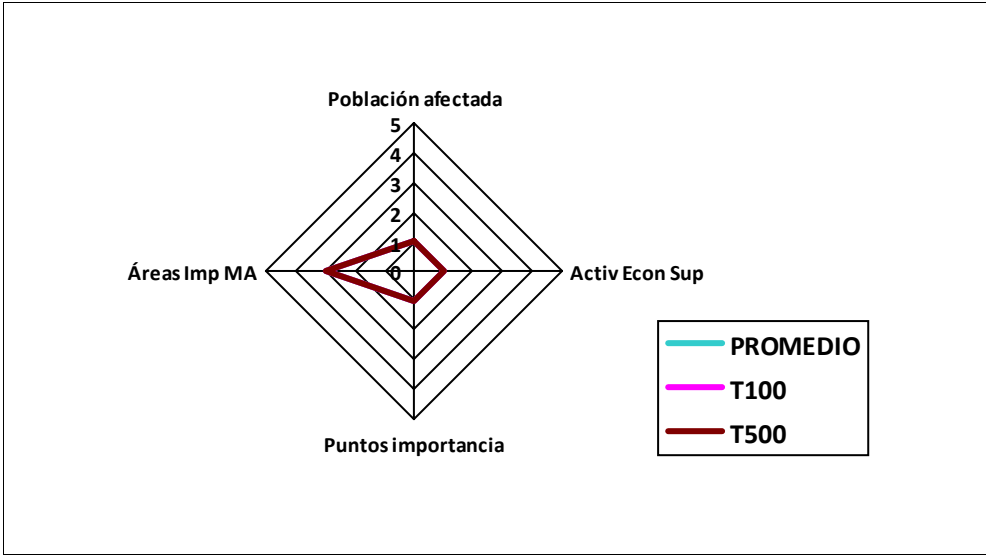 Población afectada
5
4
3
2
1
0
Áreas Imp MA
Activ Econ Sup
Puntos importancia
PROMEDIO
T100
T500